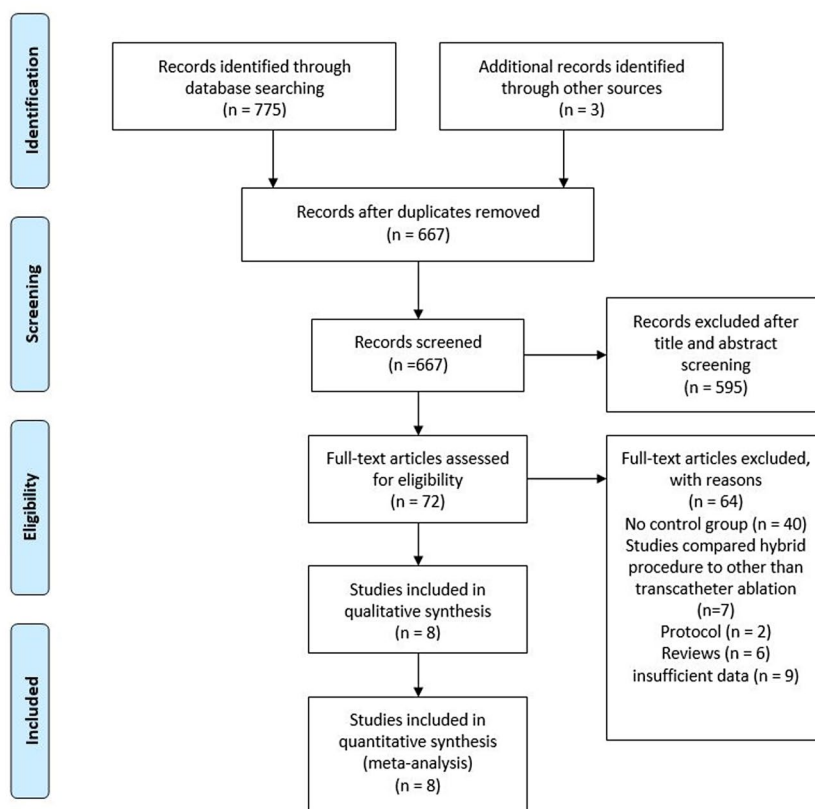 Identification
Records identified through
database searching
(n = 775)
Additional records identified
through other sources
(n = 3)
Records after duplicates removed
(n = 667)
Screening
Records screened
(n =667)
Records excluded after
title and abstract
screening
(n = 595)
Eligibility
Full-text articles assessed
for eligibility
(n = 72)
Full-text articles excluded,
with reasons
(n = 64)
No control group (n = 40)
Studies compared hybrid
procedure to other than
transcatheter ablation
(n=7)
Protocol (n = 2)
Reviews (n = 6)
insufficient data (n = 9)
Studies included in
qualitative synthesis
(n = 8)
Included
Studies included in
quantitative synthesis
(meta-analysis)
(n = 8)